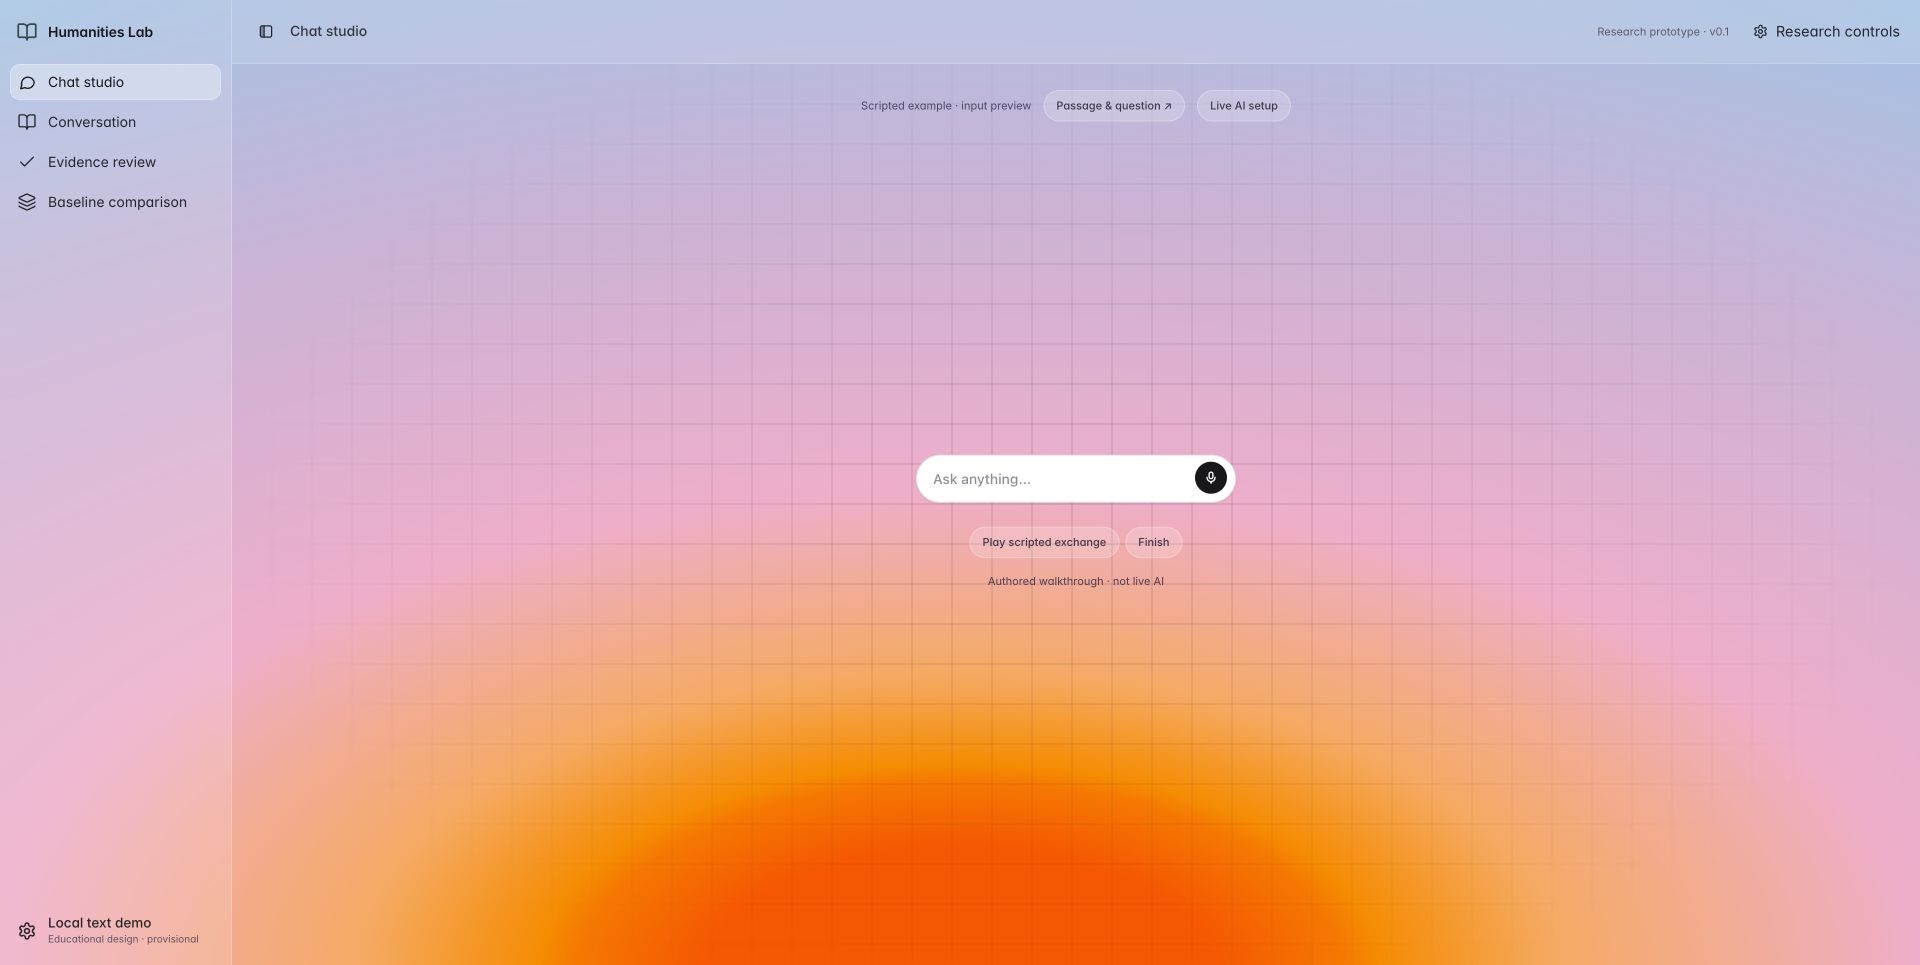 Humanities Lab
Chat studio
Conversation
Evidence review
Baseline comparison
Local text demo
Educational design · provisional
Chat studio
Research prototype · v0.1
Research controls
Scripted example · input preview
Passage & question ↗
Live AI setup
Ask anything...
Play scripted exchange
Finish
Authored walkthrough · not live AI